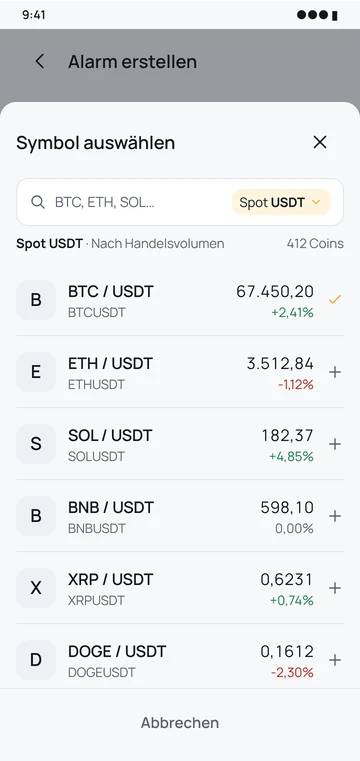 9:41
Alarm erstellen
Symbol auswählen
BTC, ETH, SOL...
Spot USDT
Spot USDT · Nach Handelsvolumen
412 Coins
B
BTC / USDT
67.450,20
BTCUSDT
+2,41%
E
ETH / USDT
3.512,84
ETHUSDT
-1,12%
S
SOL / USDT
182,37
SOLUSDT
+4,85%
B
BNB / USDT
598,10
BNBUSDT
0,00%
X
XRP / USDT
0,6231
XRPUSDT
+0,74%
D
DOGE / USDT
0,1612
DOGEUSDT
-2,30%
Abbrechen